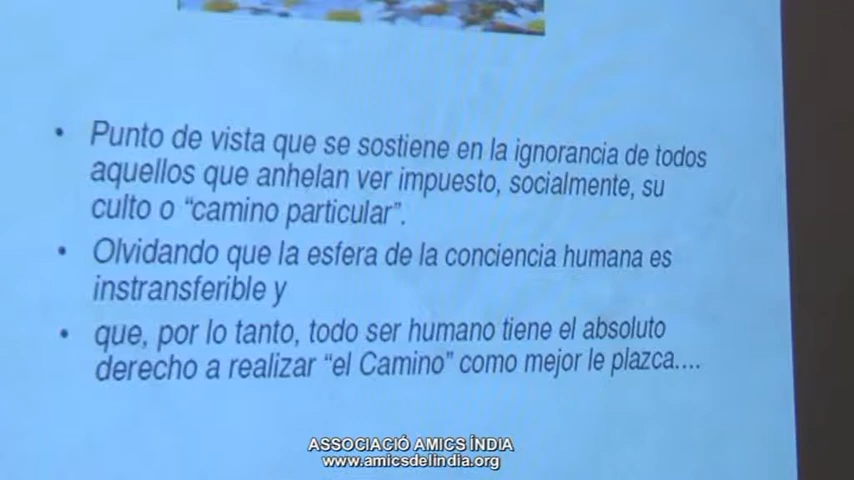 • Punto de vista que se sostiene en la ignorancia de todos
aquellos que anhelan ver impuesto, socialmente, su
culto o “camino particular”.
• Olvidando que la esfera de la conciencia humana es
instransferible y
• que, por lo tanto, todo ser humano tiene el absoluto
derecho a realizar “el Camino” como mejor le plazca....
ASSOCIACIÓ AMICS ÍNDIA
www.amicsdelindia.org